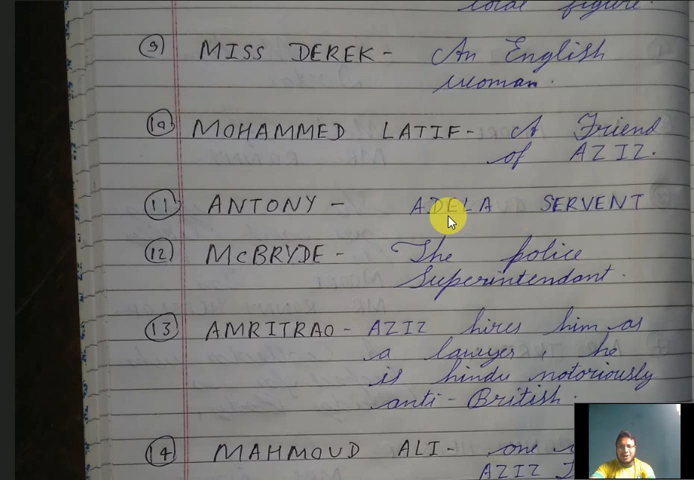 total figure.
(9) MISS DEREK - An English
woman.
(10) MOHAMMED LATIF - A Friend
of AZIZ.
(11) ANTONY - ADELA SERVENT
(12) McBRYDE - The police
Superintendant.
(13) AMRITRAO - AZIZ hires him as
a lawyer, he
is hindu notoriously
anti-British.
(14) MAHMOUD ALI - one
AZIZ